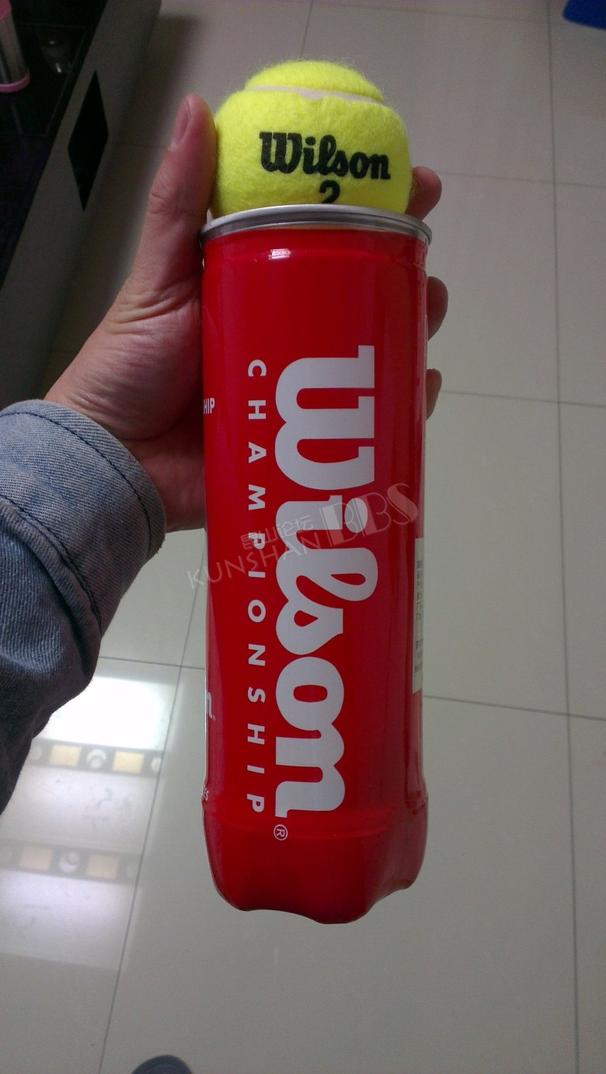 Wilson
2
HIP
Wilson
CHAMPIONSHIP
®
昆山论坛
KUNSHAN BBS